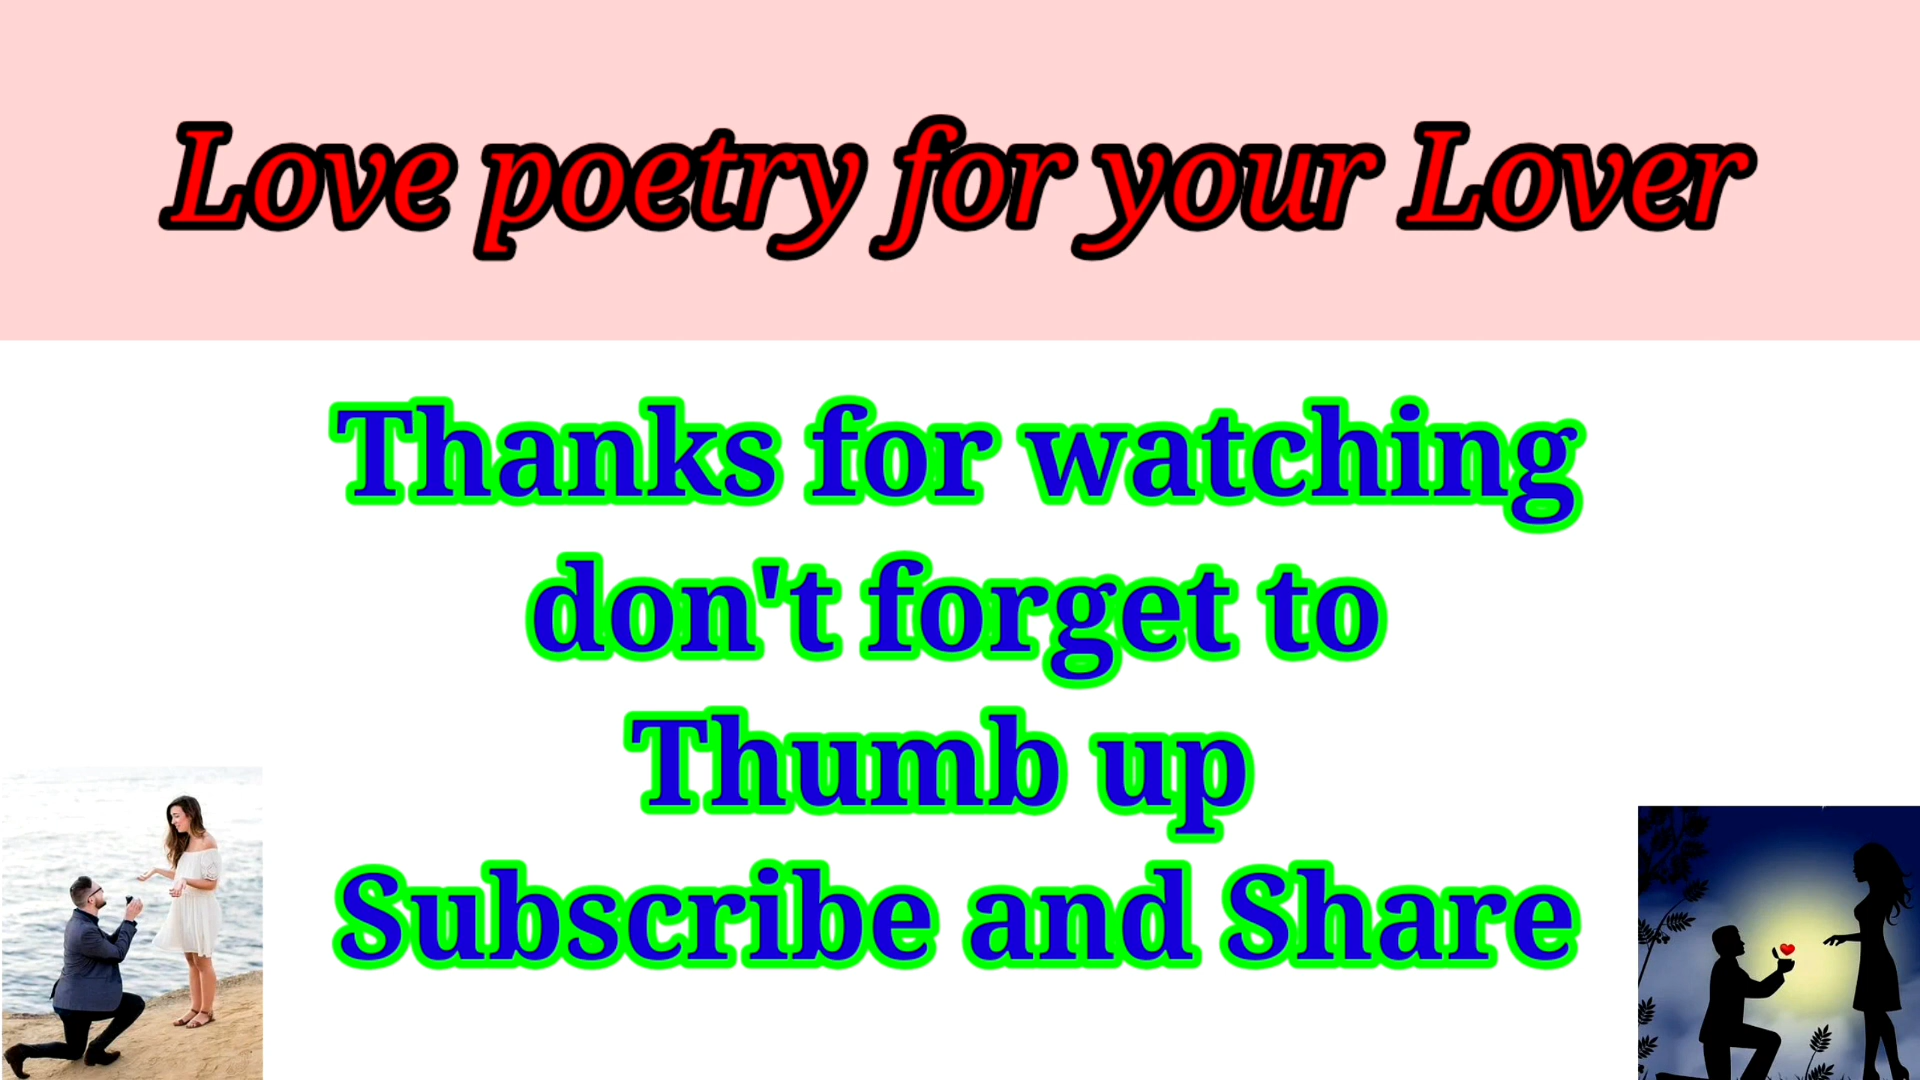 Love poetry for your Lover
Thanks for watching
don't forget to
Thumb up
Subscribe and Share